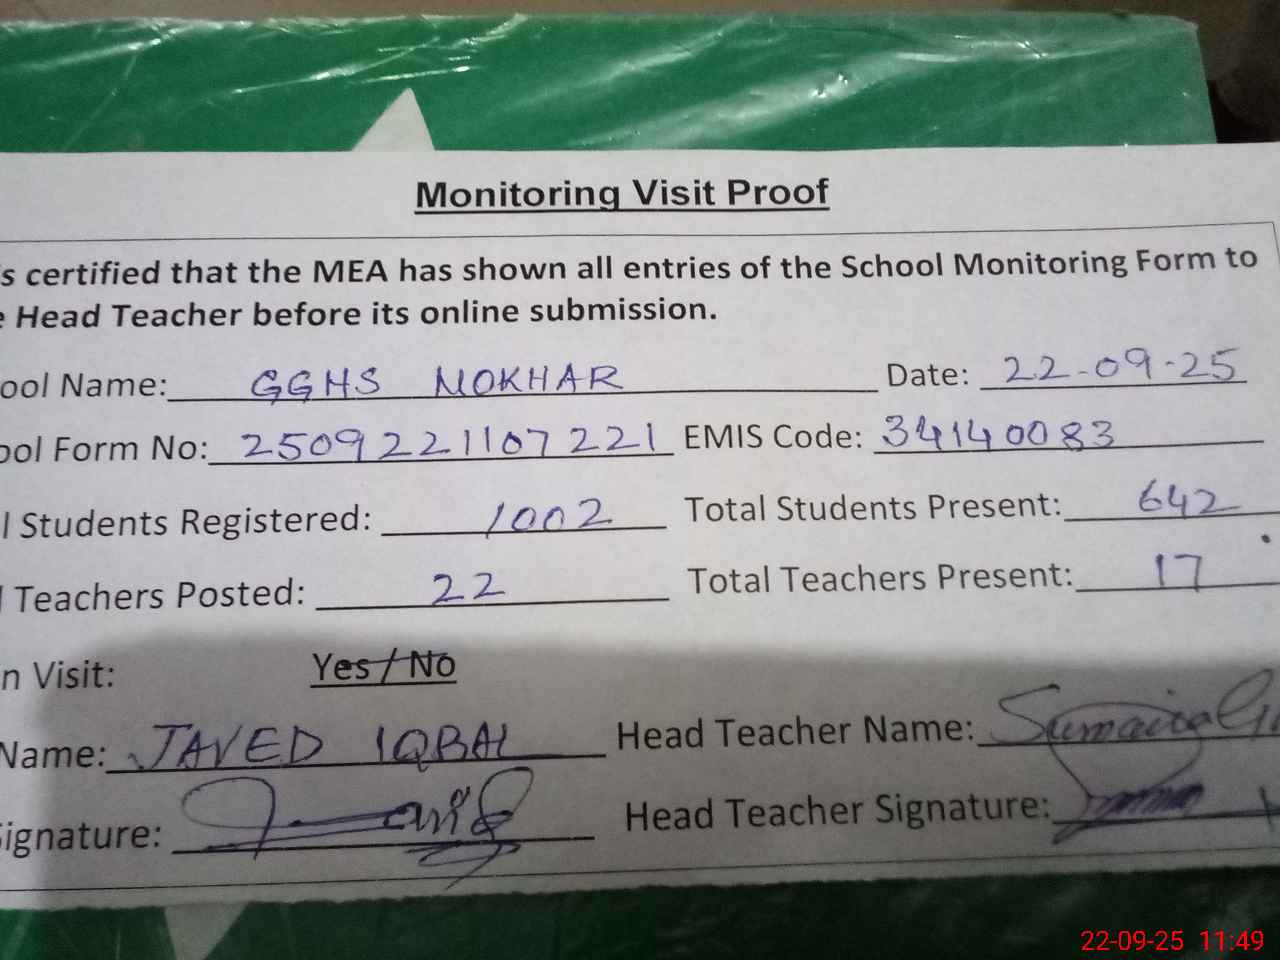 Monitoring Visit Proof
s certified that the MEA has shown all entries of the School Monitoring Form to
e Head Teacher before its online submission.
ool Name: GGHS MOKHAR Date: 22-09-25
ool Form No: 2509221107221 EMIS Code: 34140083
l Students Registered: 1002 Total Students Present: 642
l Teachers Posted: 22 Total Teachers Present: 17
n Visit: Yes / No
Name: JAVED IQBAL Head Teacher Name: Sumaira
ignature: Head Teacher Signature:
22-09-25 11:49